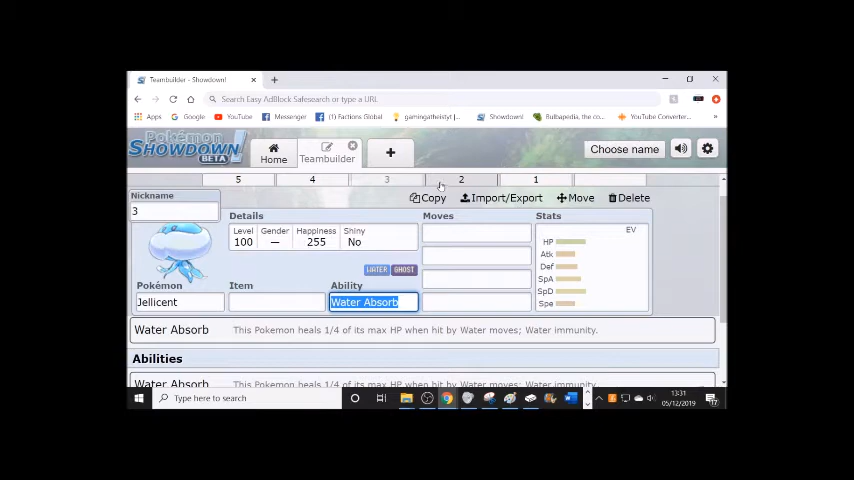 Teambuilder - Showdown!
Search Easy AdBlock Safesearch or type a URL
Apps Google YouTube Messenger (I) Factions Global gamingatheistyt | Showdown! Bulbapedia, the co... YouTube Converter... »
Pokémon
SHOWDOWN!
BETA
Home
Teambuilder
+
Choose name
5 4 3 2 1
Copy Import/Export Move Delete
Nickname
3
Details
Level Gender Happiness Shiny
100 — 255 No
WATER GHOST
Pokémon Item Ability
Jellicent Water Absorb
Moves
Stats
EV
HP
Atk
Def
SpA
SpD
Spe
Water Absorb This Pokemon heals 1/4 of its max HP when hit by Water moves; Water immunity.
Abilities
Water Absorb This Pokemon heals 1/4 of its max HP when hit by Water moves; Water immunity.
Type here to search
13:31
05/12/2019
17